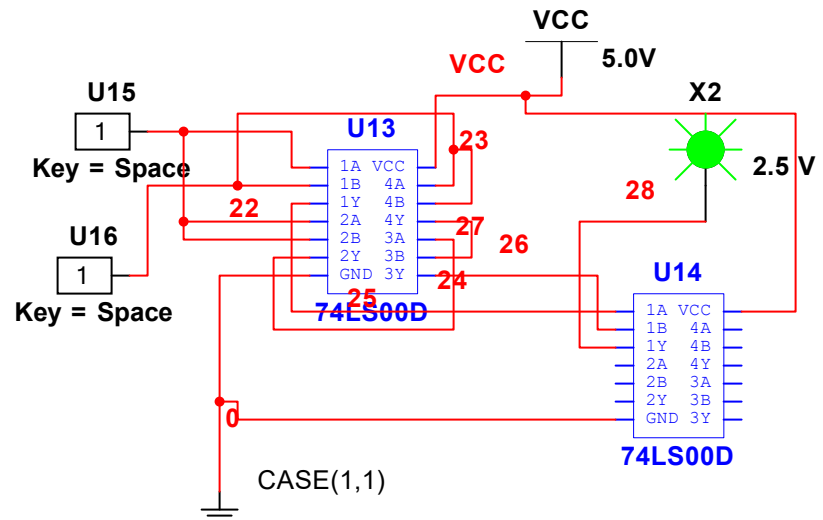 VCC
5.0V
VCC
X2
2.5 V
U15
1
Key = Space
U13
1A VCC
1B 4A
1Y 4B
2A 4Y
2B 3A
2Y 3B
GND 3Y
74LS00D
23
22
27
26
24
25
28
U16
1
Key = Space
U14
1A VCC
1B 4A
1Y 4B
2A 4Y
2B 3A
2Y 3B
GND 3Y
74LS00D
0
CASE(1,1)